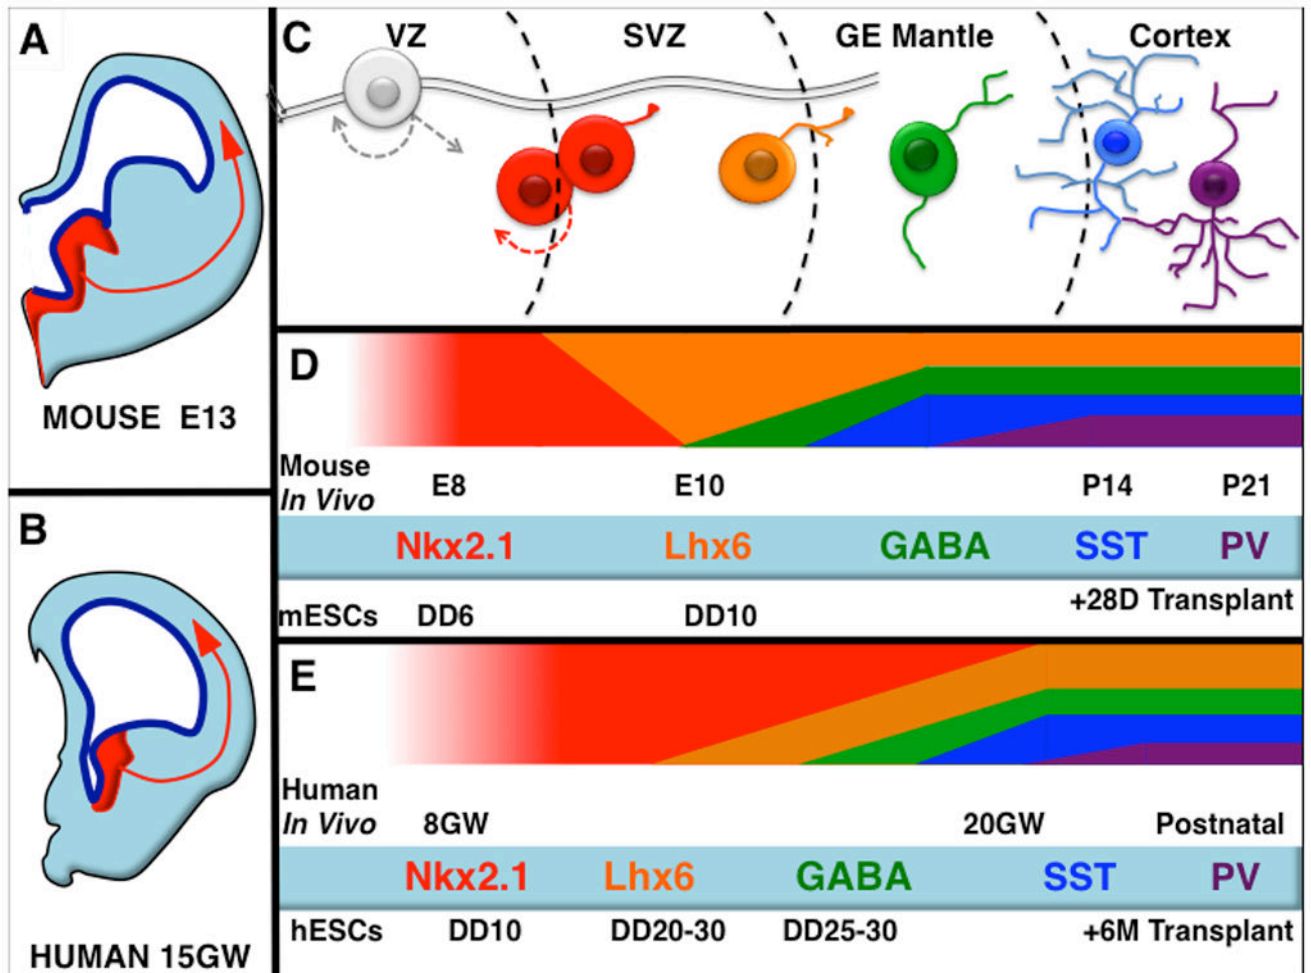 A
MOUSE E13
B
HUMAN 15GW
C
VZ SVZ GE Mantle Cortex
D
Mouse
In Vivo E8 E10 P14 P21
Nkx2.1 Lhx6 GABA SST PV
mESCs DD6 DD10 +28D Transplant
E
Human
In Vivo 8GW 20GW Postnatal
Nkx2.1 Lhx6 GABA SST PV
hESCs DD10 DD20-30 DD25-30 +6M Transplant